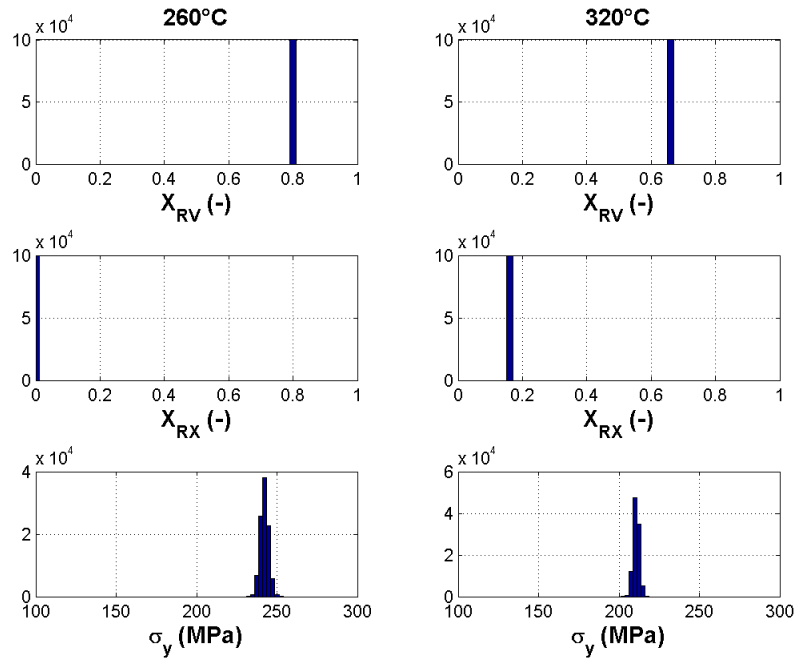 260°C 320°C
x 10^4 x 10^4
10 10
5 5
0 0
0 0.2 0.4 0.6 0.8 1 0 0.2 0.4 0.6 0.8 1
X_RV (-) X_RV (-)
x 10^4 x 10^4
10 10
5 5
0 0
0 0.2 0.4 0.6 0.8 1 0 0.2 0.4 0.6 0.8 1
X_RX (-) X_RX (-)
x 10^4 x 10^4
4 6
2 4
2
0 0
100 150 200 250 300 100 150 200 250 300
σ_y (MPa) σ_y (MPa)